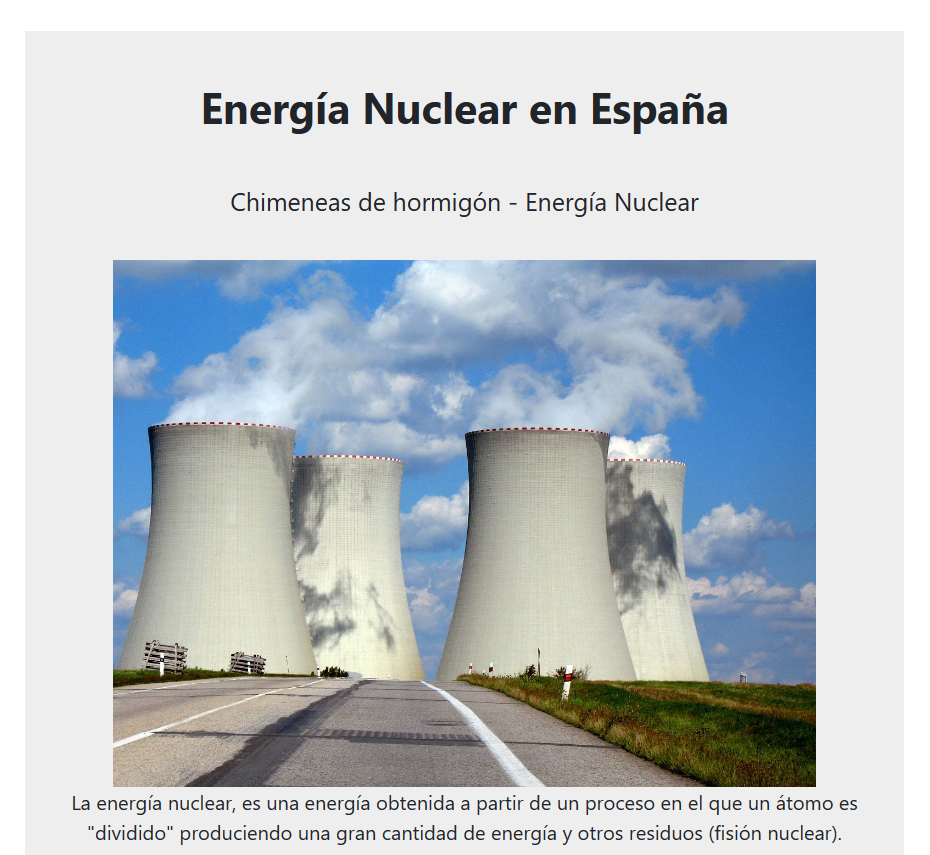 Energía Nuclear en España
Chimeneas de hormigón - Energía Nuclear
La energía nuclear, es una energía obtenida a partir de un proceso en el que un átomo es
"dividido" produciendo una gran cantidad de energía y otros residuos (fisión nuclear).